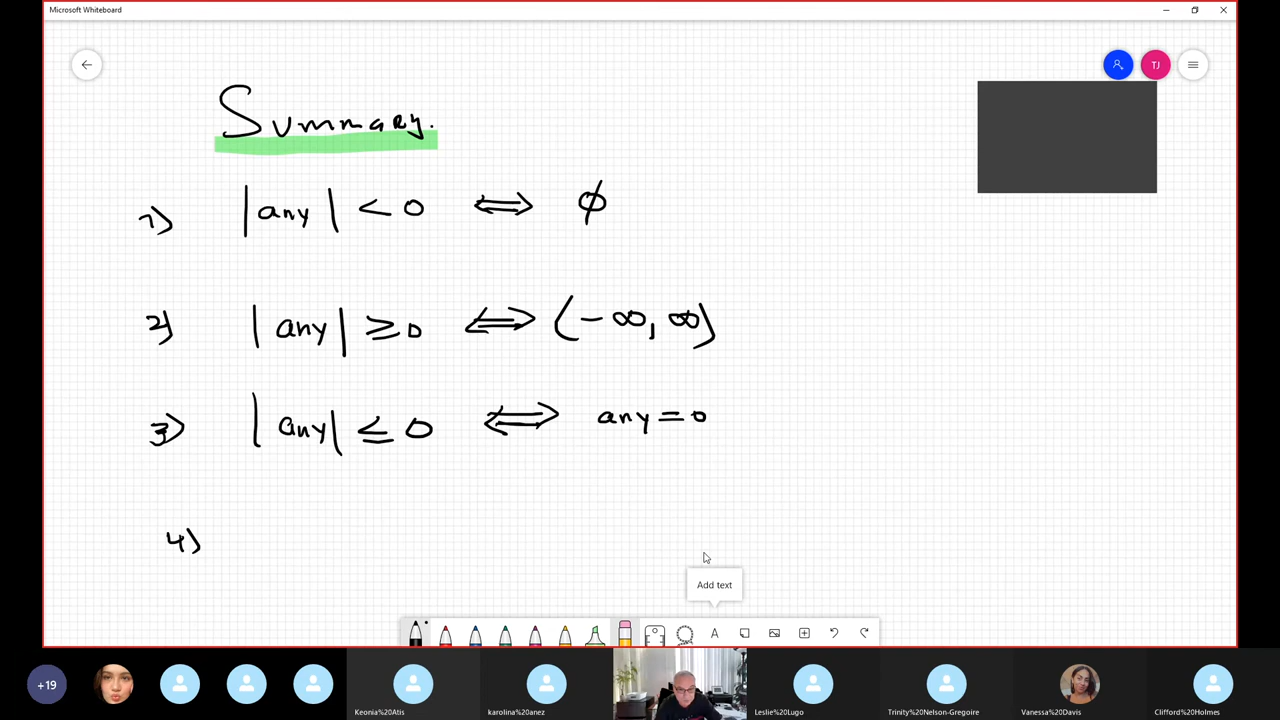 Microsoft Whiteboard
TJ
Summary.
1) |any| < 0 ⟺ ϕ
2) |any| ≥ 0 ⟺ (-∞, ∞)
3) |any| ≤ 0 ⟺ any = 0
4)
Add text
A
+19
Keonia%20Atis
karolina%20anez
Leslie%20Lugo
Trinity%20Nelson-Gregoire
Vanessa%20Davis
Clifford%20Holmes